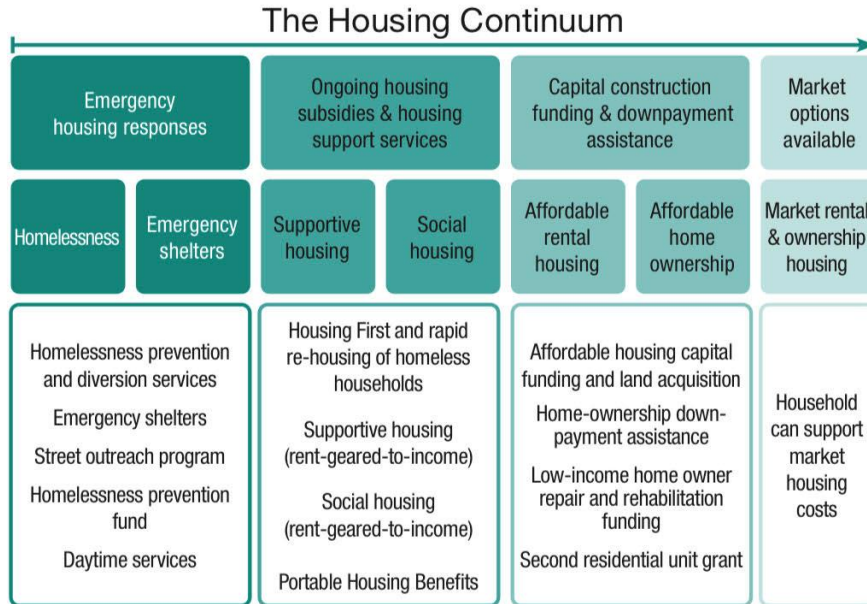 The Housing Continuum
Emergency
housing responses
Ongoing housing
subsidies & housing
support services
Capital construction
funding & downpayment
assistance
Market
options
available
Homelessness
Emergency
shelters
Supportive
housing
Social
housing
Affordable
rental
housing
Affordable
home
ownership
Market rental
& ownership
housing
Homelessness prevention
and diversion services
Emergency shelters
Street outreach program
Homelessness prevention
fund
Daytime services
Housing First and rapid
re-housing of homeless
households
Supportive housing
(rent-geared-to-income)
Social housing
(rent-geared-to-income)
Portable Housing Benefits
Affordable housing capital
funding and land acquisition
Home-ownership down-
payment assistance
Low-income home owner
repair and rehabilitation
funding
Second residential unit grant
Household
can support
market
housing
costs